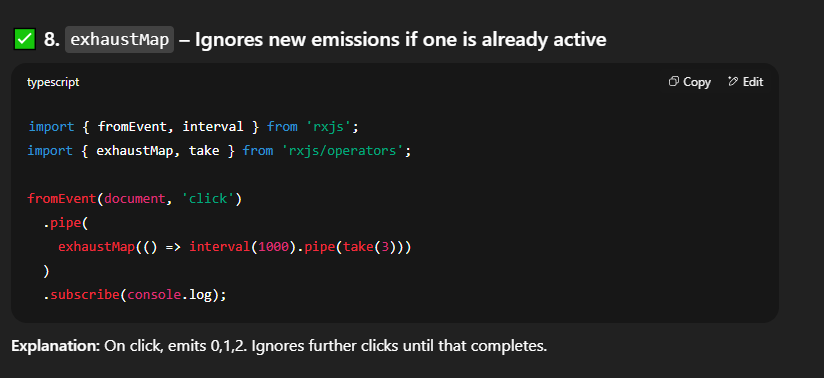 ✅ 8. exhaustMap – Ignores new emissions if one is already active
typescript Copy Edit
import { fromEvent, interval } from 'rxjs';
import { exhaustMap, take } from 'rxjs/operators';
fromEvent(document, 'click')
.pipe(
exhaustMap(() => interval(1000).pipe(take(3)))
)
.subscribe(console.log);
Explanation: On click, emits 0,1,2. Ignores further clicks until that completes.